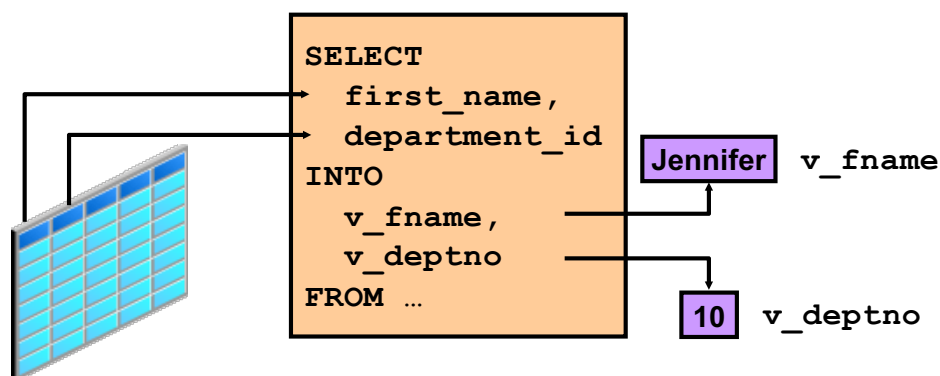 SELECT
first_name,
department_id
INTO
v_fname,
v_deptno
FROM …
Jennifer v_fname
10 v_deptno